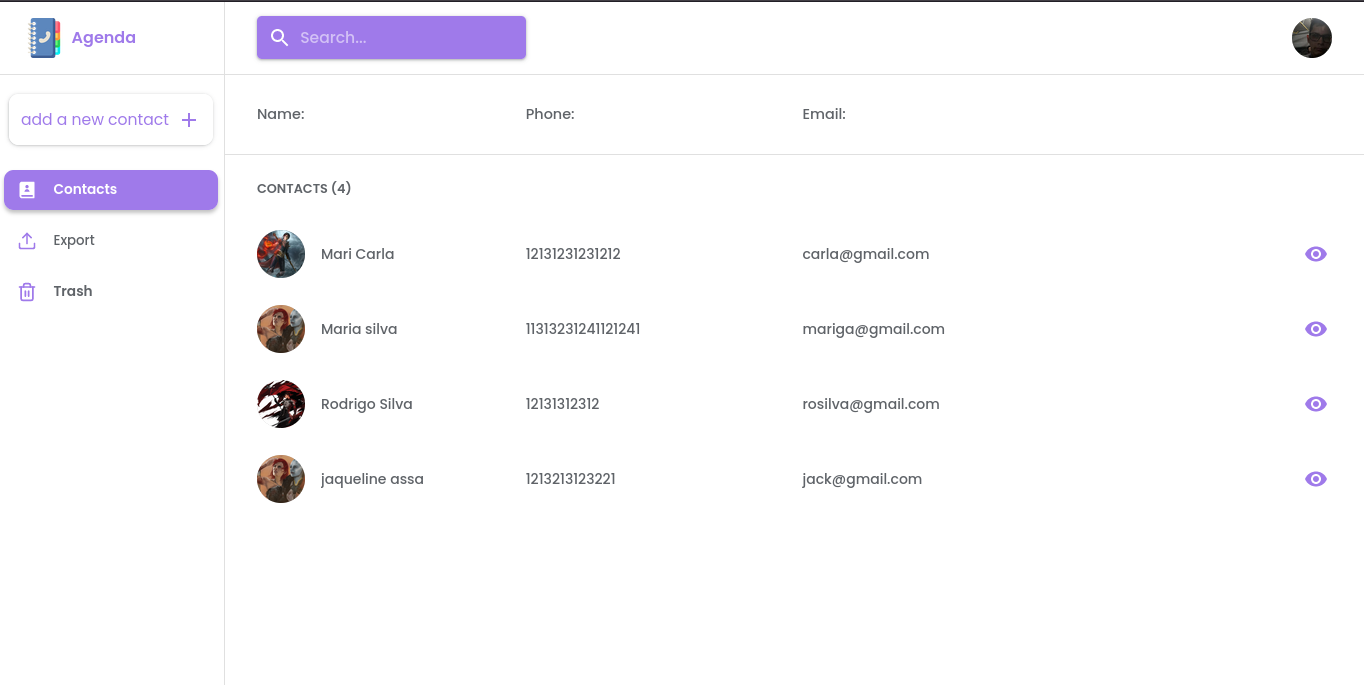 Agenda
Search...
add a new contact
Contacts
Export
Trash
Name: Phone: Email:
CONTACTS (4)
Mari Carla 12131231231212 carla@gmail.com
Maria silva 11313231241121241 mariga@gmail.com
Rodrigo Silva 12131312312 rosilva@gmail.com
jaqueline assa 1213213123221 jack@gmail.com